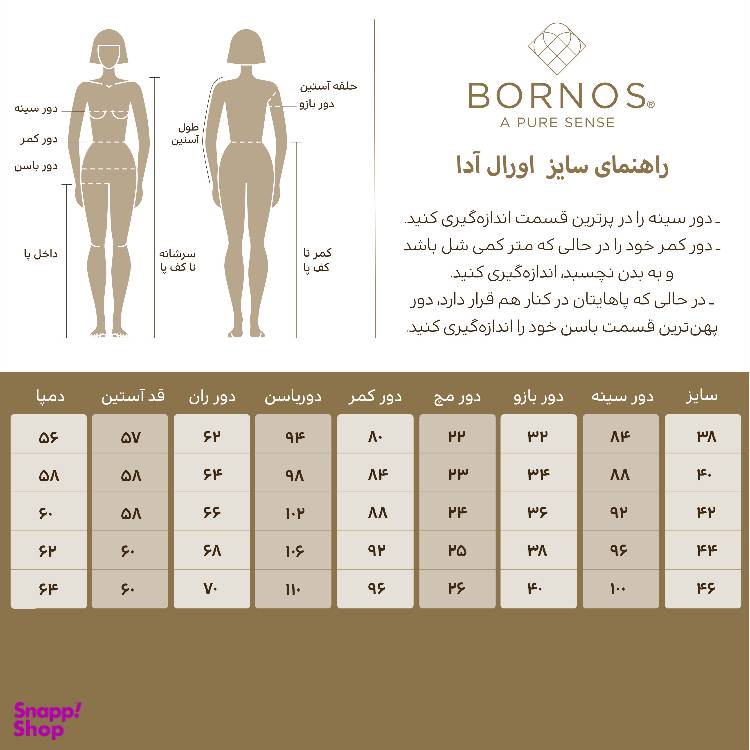 BORNOS®
A PURE SENSE
راهنمای سایز اورال آدا
ـ دور سینه را در پرترین قسمت اندازه‌گیری کنید.
ـ دور کمر خود را در حالی که متر کمی شل باشد
و به بدن نچسبد، اندازه‌گیری کنید.
ـ در حالی که پاهایتان در کنار هم قرار دارد، دور
پهن‌ترین قسمت باسن خود را اندازه‌گیری کنید.
حلقه آستین
دور بازو
طول
آستین
کمر تا
کف پا
دور سینه
دور کمر
دور باسن
داخل پا
سرشانه
تا کف پا
سایز دور سینه دور بازو دور مچ دور کمر دورباسن دور ران قد آستین دمپا
۳۸ ۸۴ ۳۲ ۲۲ ۸۰ ۹۴ ۶۲ ۵۷ ۵۶
۴۰ ۸۸ ۳۴ ۲۳ ۸۴ ۹۸ ۶۴ ۵۸ ۵۸
۴۲ ۹۲ ۳۶ ۲۴ ۸۸ ۱۰۲ ۶۶ ۵۸ ۶۰
۴۴ ۹۶ ۳۸ ۲۵ ۹۲ ۱۰۶ ۶۸ ۶۰ ۶۲
۴۶ ۱۰۰ ۴۰ ۲۶ ۹۶ ۱۱۰ ۷۰ ۶۰ ۶۴
Snapp!
Shop